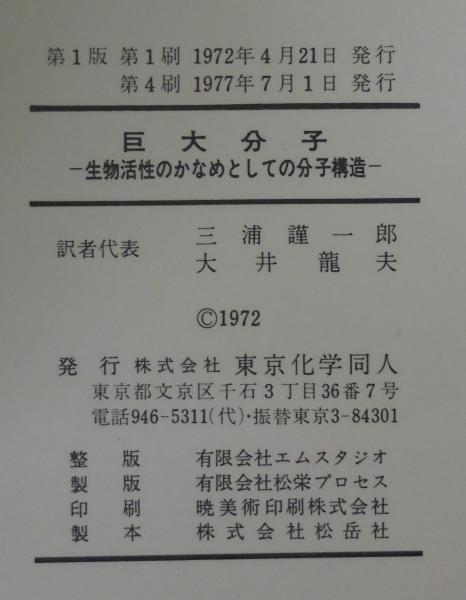 第1版 第1刷 1972年4月21日 発行
第4刷 1977年7月1日 発行
巨大分子
－生物活性のかなめとしての分子構造－
訳者代表 三浦謹一郎
大井龍夫
©1972
発行 株式会社 東京化学同人
東京都文京区千石3丁目36番7号
電話946-5311(代)・振替東京3-84301
整版 有限会社エムスタジオ
製版 有限会社松栄プロセス
印刷 暁美術印刷株式会社
製本 株式会社松岳社